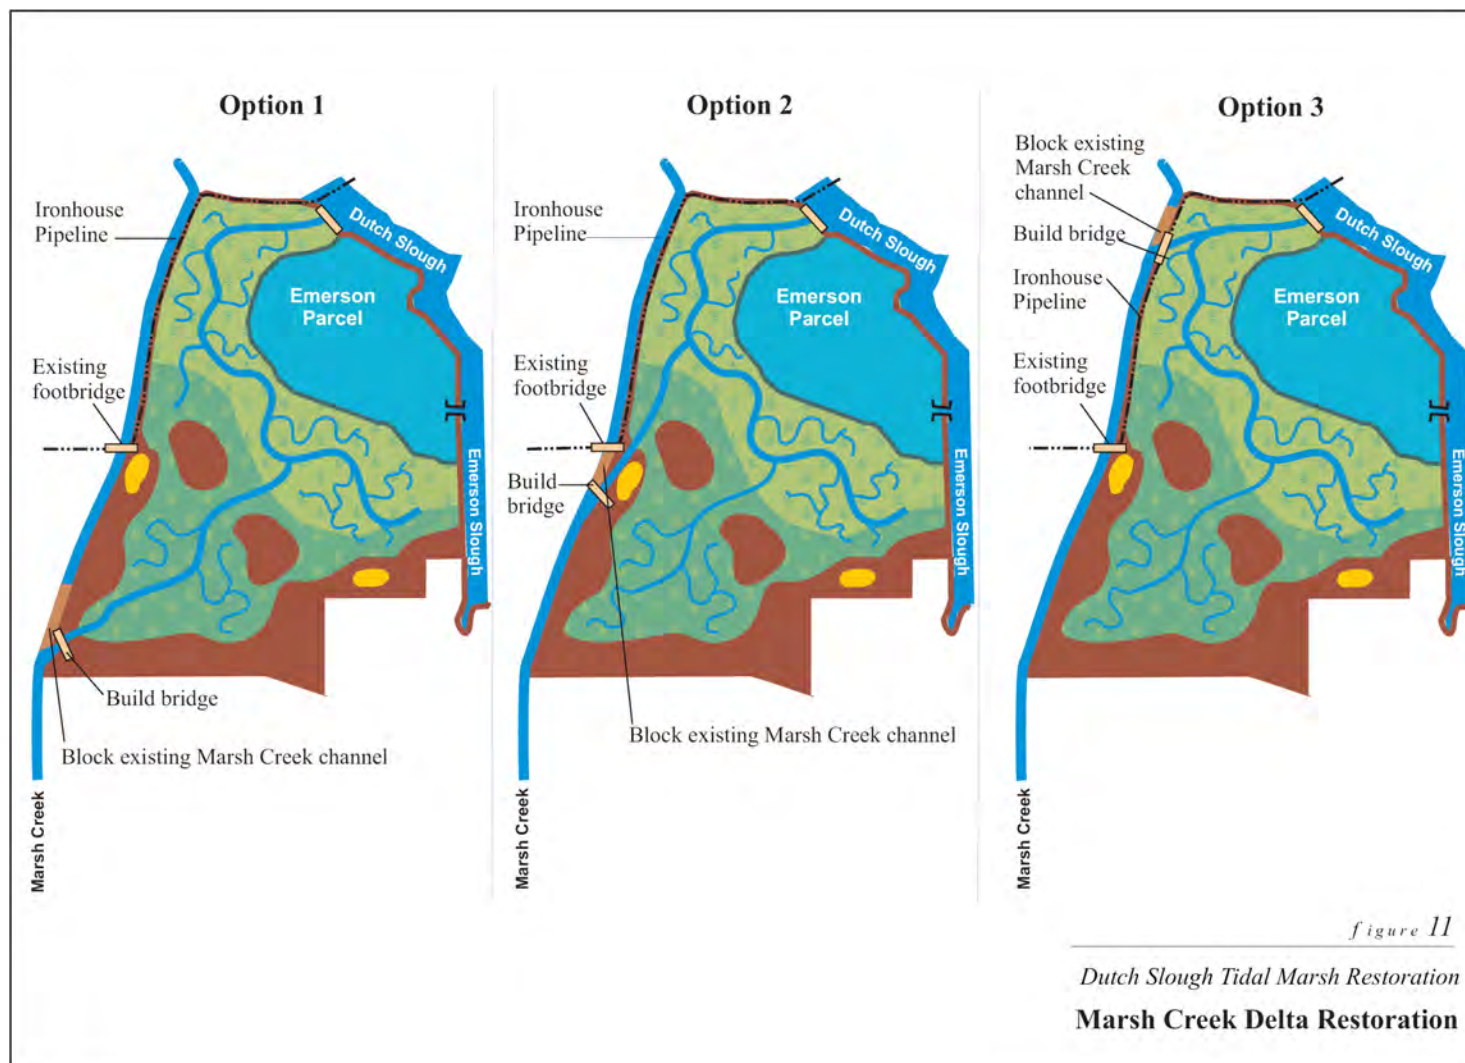 Option 1
Ironhouse
Pipeline
Dutch Slough
Emerson
Parcel
Existing
footbridge
Emerson Slough
Build bridge
Block existing Marsh Creek channel
Marsh Creek
Option 2
Ironhouse
Pipeline
Dutch Slough
Emerson
Parcel
Existing
footbridge
Build
bridge
Emerson Slough
Block existing Marsh Creek channel
Marsh Creek
Option 3
Block existing
Marsh Creek
channel
Build bridge
Ironhouse
Pipeline
Dutch Slough
Emerson
Parcel
Existing
footbridge
Emerson Slough
Marsh Creek
figure 11
Dutch Slough Tidal Marsh Restoration
Marsh Creek Delta Restoration